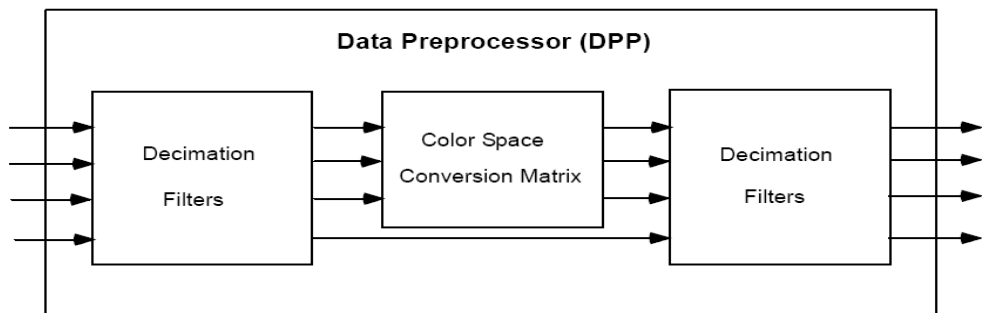 Data Preprocessor (DPP)
Decimation
Filters
Color Space
Conversion Matrix
Decimation
Filters